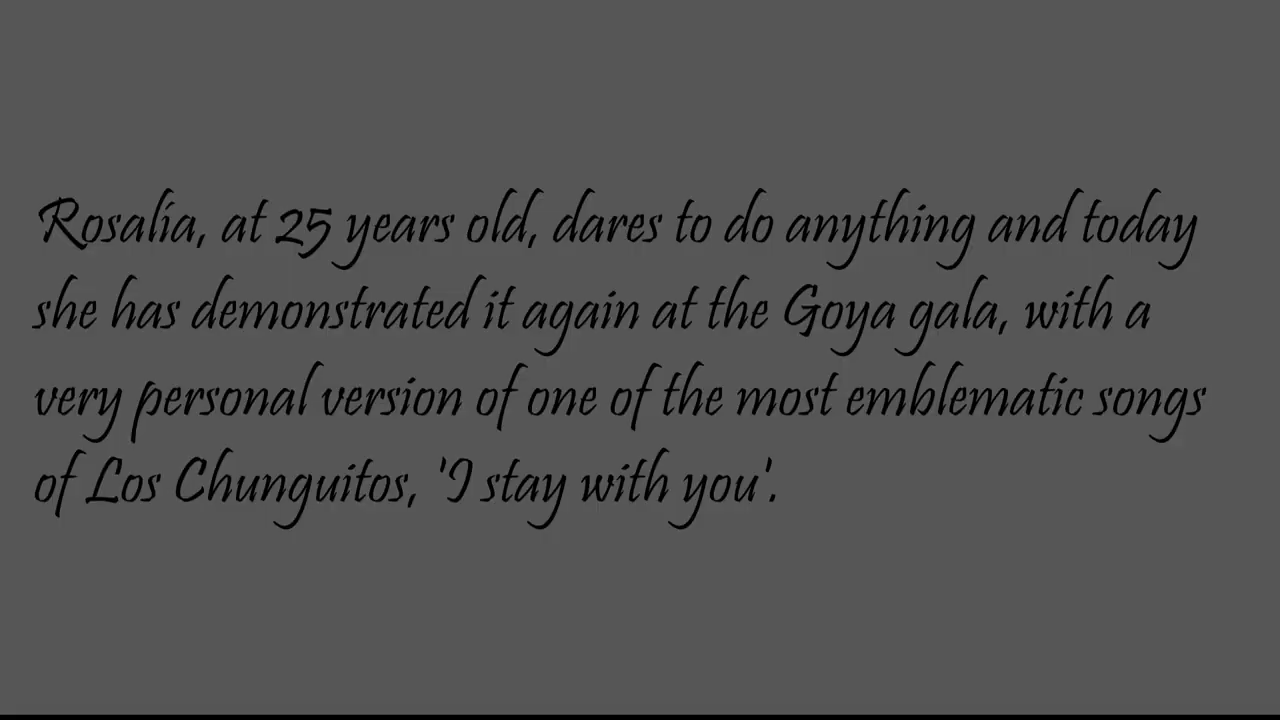 Rosalía, at 25 years old, dares to do anything and today
she has demonstrated it again at the Goya gala, with a
very personal version of one of the most emblematic songs
of Los Chunguitos, 'I stay with you'.